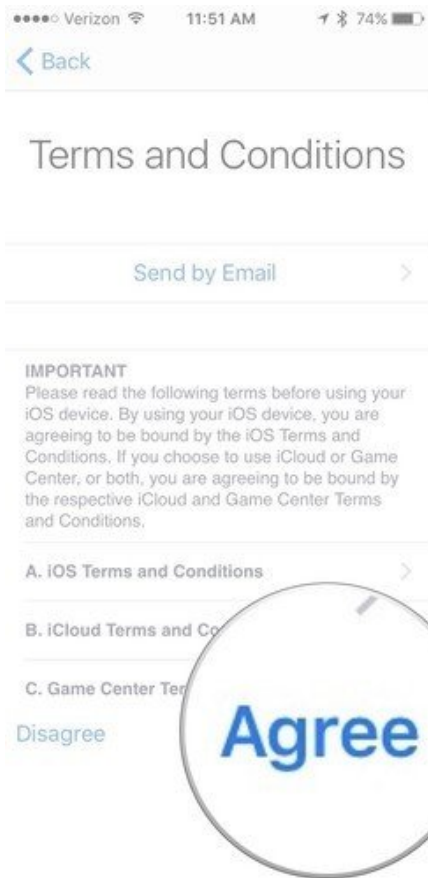 Verizon 11:51 AM 74%
Back
Terms and Conditions
Send by Email
IMPORTANT
Please read the following terms before using your
iOS device. By using your iOS device, you are
agreeing to be bound by the iOS Terms and
Conditions. If you choose to use iCloud or Game
Center, or both, you are agreeing to be bound by
the respective iCloud and Game Center Terms
and Conditions.
A. iOS Terms and Conditions
B. iCloud Terms and Co
C. Game Center Ter
Disagree
Agree